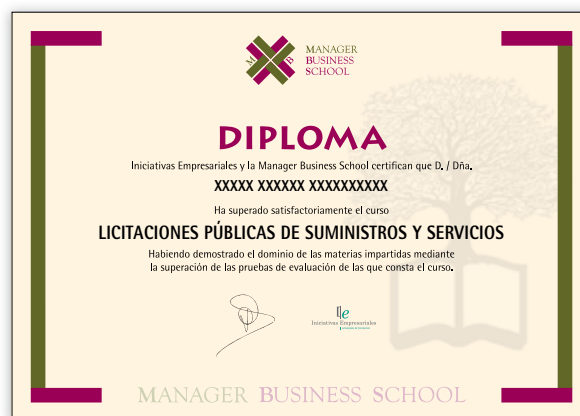 M B
MANAGER
BUSINESS
SCHOOL
DIPLOMA
Iniciativas Empresariales y la Manager Business School certifican que D. / Dña.
XXXXX XXXXXX XXXXXXXXXX
Ha superado satisfactoriamente el curso
LICITACIONES PÚBLICAS DE SUMINISTROS Y SERVICIOS
Habiendo demostrado el dominio de las materias impartidas mediante
la superación de las pruebas de evaluación de las que consta el curso.
Iniciativas Empresariales
MANAGER BUSINESS SCHOOL